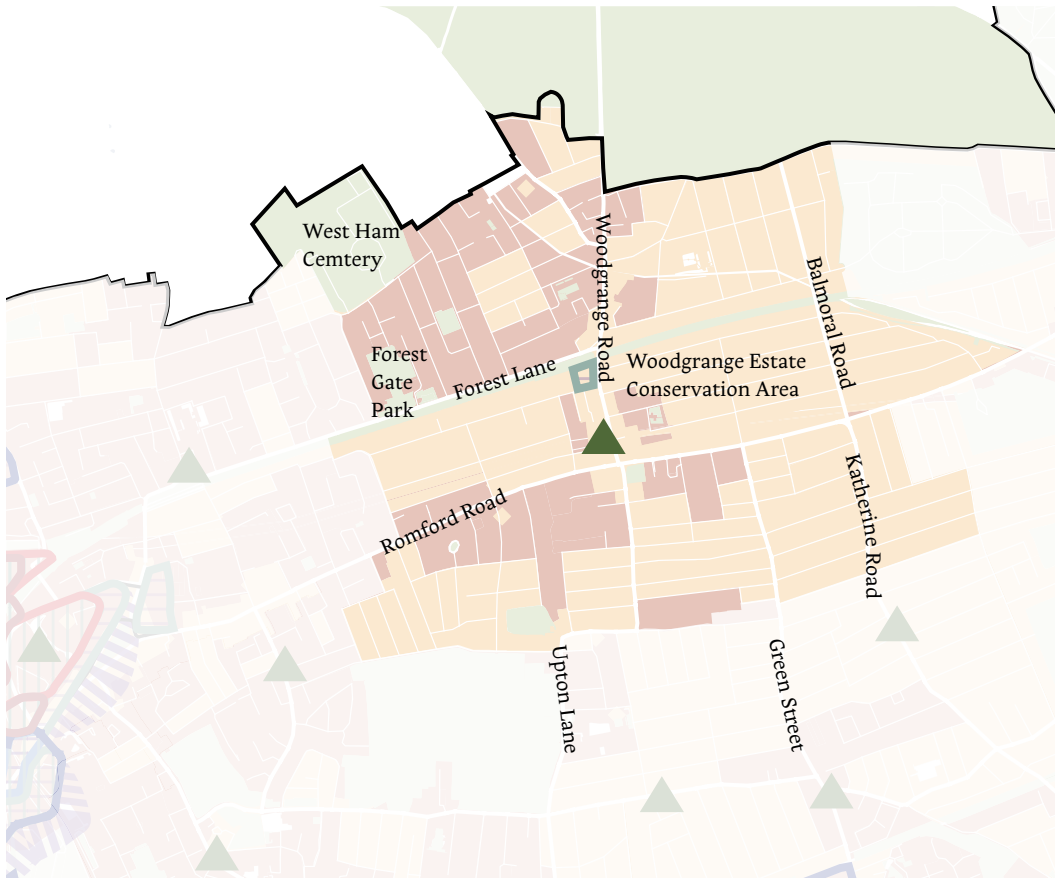 West Ham
Cemtery
Woodgrange Road
Balmoral Road
Forest
Gate
Park
Forest Lane
Woodgrange Estate
Conservation Area
Romford Road
Katherine Road
Upton Lane
Green Street